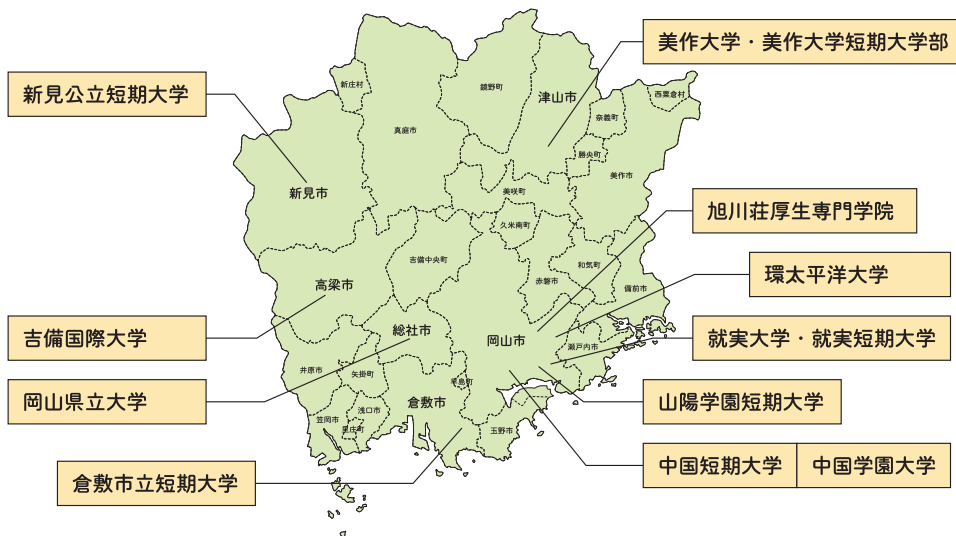 美作大学・美作大学短期大学部
新見公立短期大学
新庄村
鏡野町
津山市
西粟倉村
奈義町
真庭市
勝央町
美作市
新見市
美咲町
旭川荘厚生専門学院
久米南町
吉備中央町
和気町
環太平洋大学
赤磐市
高梁市
備前市
吉備国際大学
総社市
岡山市
瀬戸内市
就実大学・就実短期大学
井原市
矢掛町
早島町
岡山県立大学
浅口市
倉敷市
山陽学園短期大学
笠岡市
里庄町
玉野市
中国短期大学
中国学園大学
倉敷市立短期大学